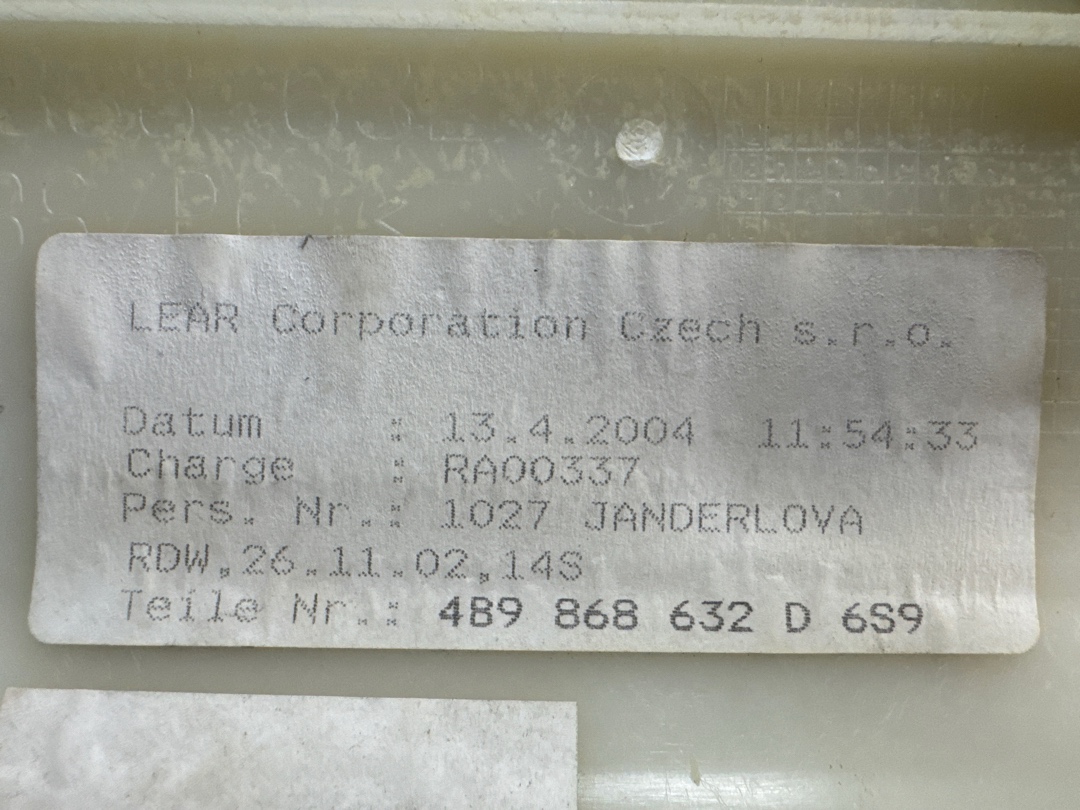 LEAR Corporation Czech s.r.o.
Datum : 13.4.2004 11:54:33
Charge : RA00337
Pers. Nr.: 1027 JANDERLOVA
RDW,26.11.02,14S
Teile Nr.: 4B9 868 632 D 6S9